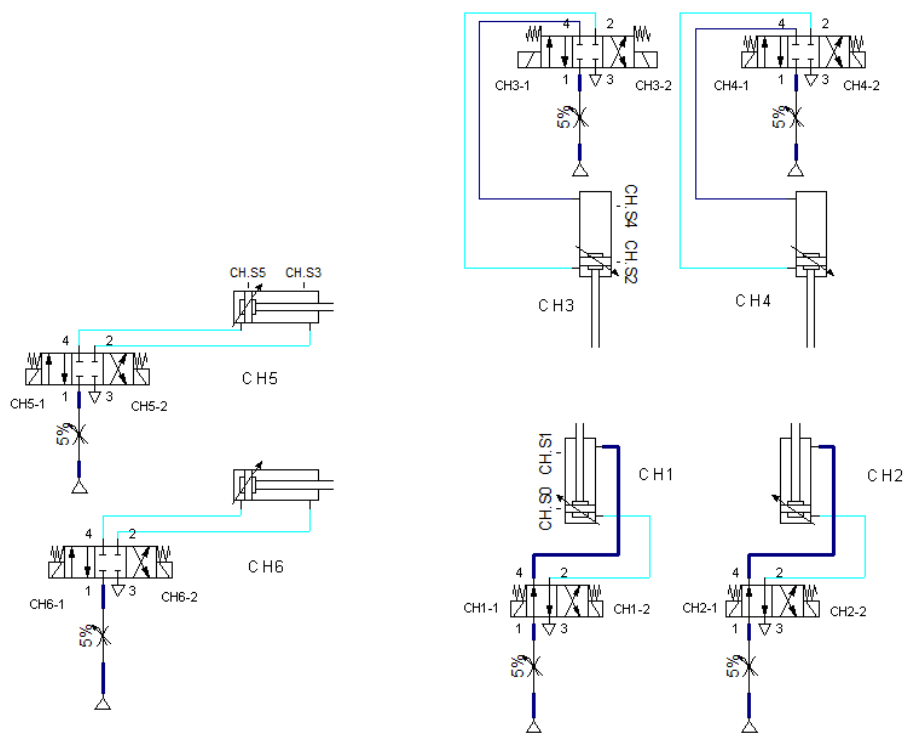 4 2
CH3-1 1 3 CH3-2
5%
CH.S4
CH.S2
CH3
4 2
CH4-1 1 3 CH4-2
5%
CH4
CH.S5 CH.S3
4 2
CH5
CH5-1 1 3 CH5-2
5%
4 2
CH6
CH6-1 1 3 CH6-2
5%
CH.S1
CH.S0
CH1
4 2
CH1-1 CH1-2
1 3
5%
CH2
4 2
CH2-1 CH2-2
1 3
5%